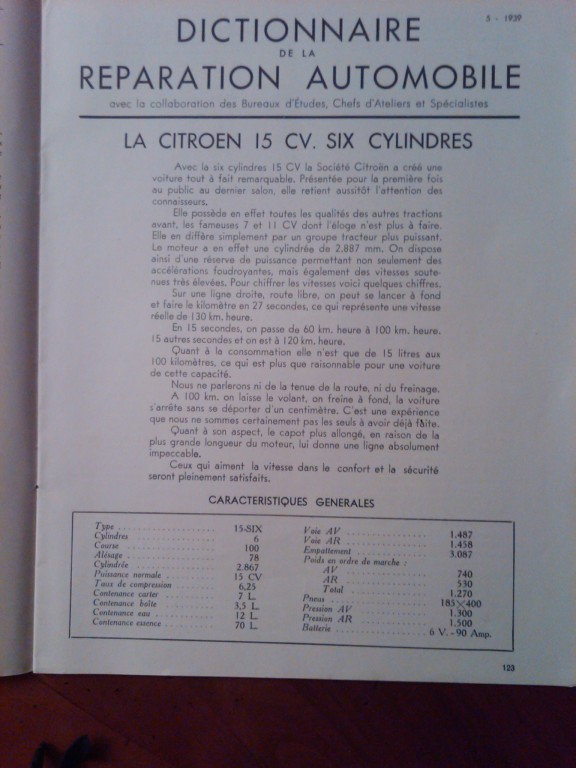 5 - 1939
DICTIONNAIRE
DE LA
REPARATION AUTOMOBILE
avec la collaboration des Bureaux d'Études, Chefs d'Ateliers et Spécialistes
LA CITROEN 15 CV. SIX CYLINDRES
Avec la six cylindres 15 CV la Société Citroën a créé une
voiture tout à fait remarquable. Présentée pour la première fois
au public au dernier salon, elle retient aussitôt l'attention des
connaisseurs.
Elle possède en effet toutes les qualités des autres tractions
avant, les fameuses 7 et 11 CV dont l'éloge n'est plus à faire.
Elle en diffère simplement par un groupe tracteur plus puissant.
Le moteur a en effet une cylindrée de 2.887 mm. On dispose
ainsi d'une réserve de puissance permettant non seulement des
accélérations foudroyantes, mais également des vitesses soute-
nues très élevées. Pour chiffrer les vitesses voici quelques chiffres.
Sur une ligne droite, route libre, on peut se lancer à fond
et faire le kilomètre en 27 secondes, ce qui représente une vitesse
réelle de 130 km. heure.
En 15 secondes, on passe de 60 km. heure à 100 km. heure.
15 autres secondes et on est à 120 km. heure.
Quant à la consommation elle n'est que de 15 litres aux
100 kilomètres, ce qui est plus que raisonnable pour une voiture
de cette capacité.
Nous ne parlerons ni de la tenue de la route, ni du freinage.
A 100 km. on laisse le volant, on freine à fond, la voiture
s'arrête sans se déporter d'un centimètre. C'est une expérience
que nous ne sommes certainement pas les seuls à avoir déjà faite.
Quant à son aspect, le capot plus allongé, en raison de la
plus grande longueur du moteur, lui donne une ligne absolument
impeccable.
Ceux qui aiment la vitesse dans le confort et la sécurité
seront pleinement satisfaits.
CARACTERISTIQUES GENERALES
Type 15-SIX
Cylindres 6
Course 100
Alésage 78
Cylindrée 2.867
Puissance normale 15 CV
Taux de compression 6,25
Contenance carter 7 L.
Contenance boîte 3,5 L.
Contenance eau 12 L.
Contenance essence 70 L.
Voie AV 1.487
Voie AR 1.458
Empattement 3.087
Poids en ordre de marche :
AV 740
AR 530
Total 1.270
Pneus 185×400
Pression AV 1.300
Pression AR 1.500
Batterie 6 V. - 90 Amp.
123